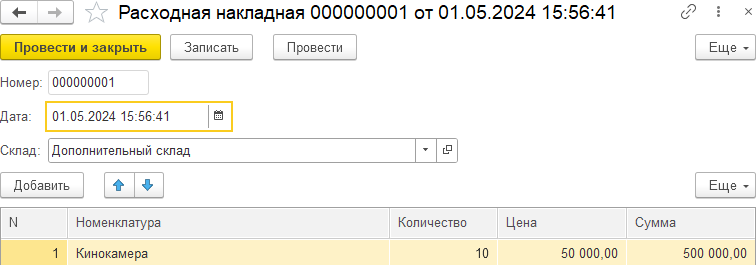 Расходная накладная 000000001 от 01.05.2024 15:56:41
Провести и закрыть Записать Провести Еще
Номер: 000000001
Дата: 01.05.2024 15:56:41
Склад: Дополнительный склад
Добавить Еще
N Номенклатура Количество Цена Сумма
1 Кинокамера 10 50 000,00 500 000,00